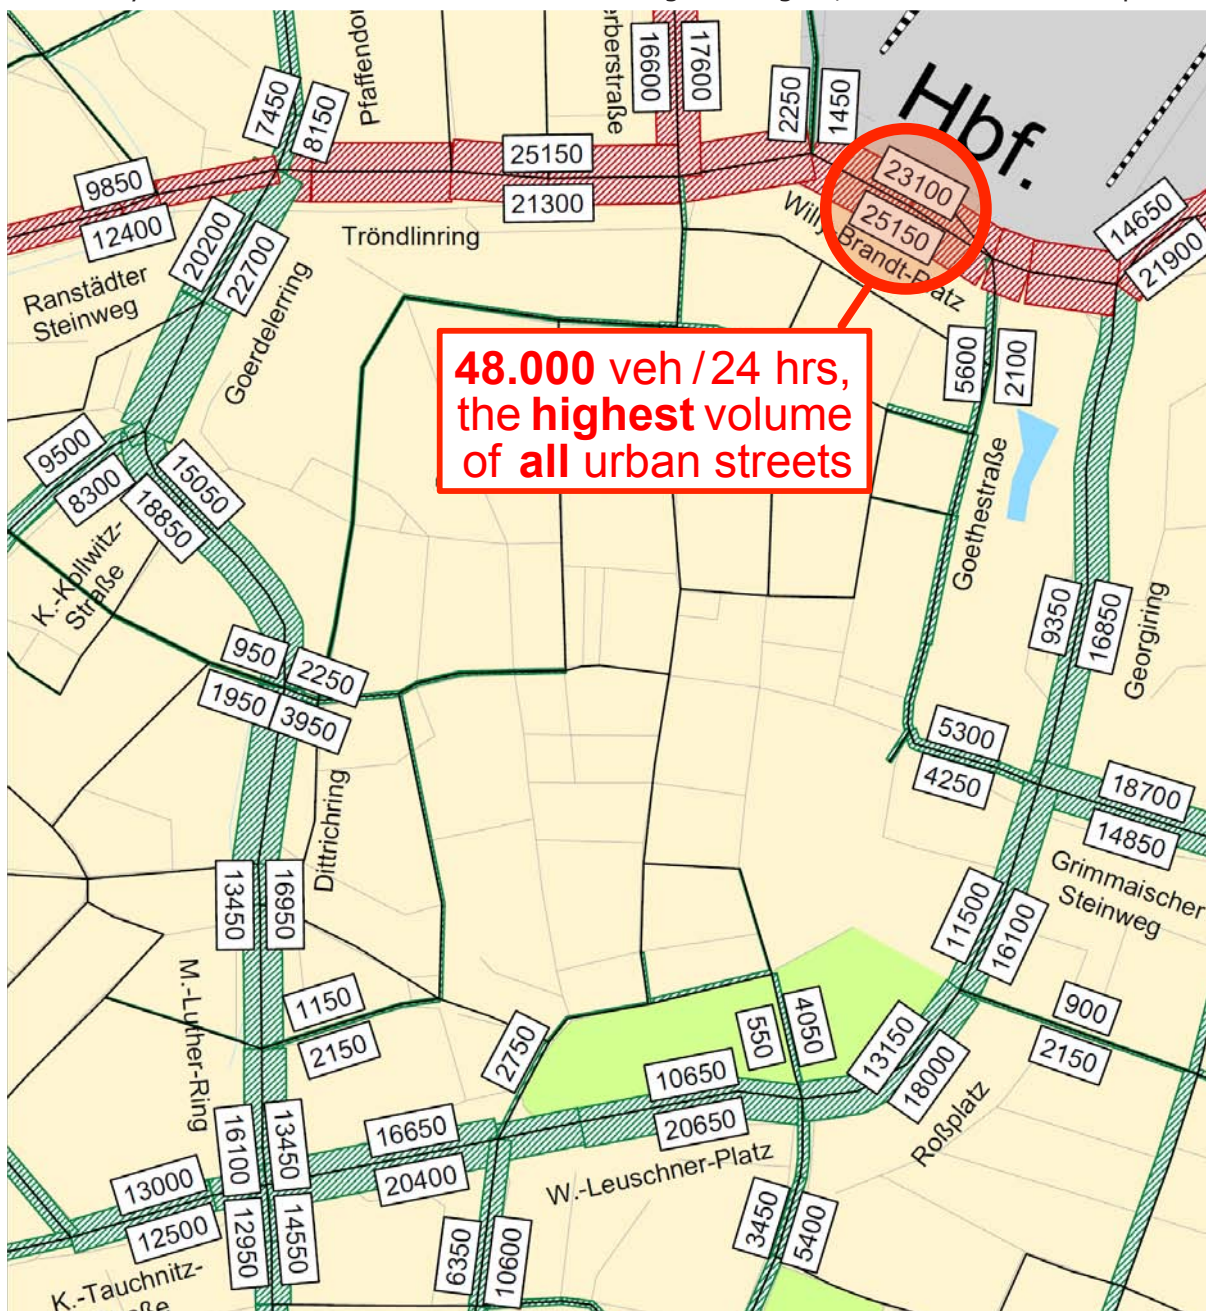 Pfaffendo
erberstraße
16600
17600
7450
8150
2250
1450
Hbf.
25150
21300
23100
25150
9850
12400
Tröndlinring
Willy-Brandt-Platz
14650
21900
20200
22700
Ranstädter
Steinweg
Goerdelerring
48.000 veh / 24 hrs,
the highest volume
of all urban streets
5600
2100
9500
8300
15050
18850
Goethestraße
K.-Kollwitz-
Straße
9350
16850
Georgiring
950
2250
1950
3950
5300
4250
18700
14850
Dittrichring
13450
16950
Grimmaischer
Steinweg
11500
16100
M.-Luther-Ring
1150
2150
2750
550
4050
900
2150
13150
18000
10650
20650
Roßplatz
16650
20400
W.-Leuschner-Platz
16100
13450
13000
12500
12950
14550
6350
10600
3450
5400
K.-Tauchnitz-